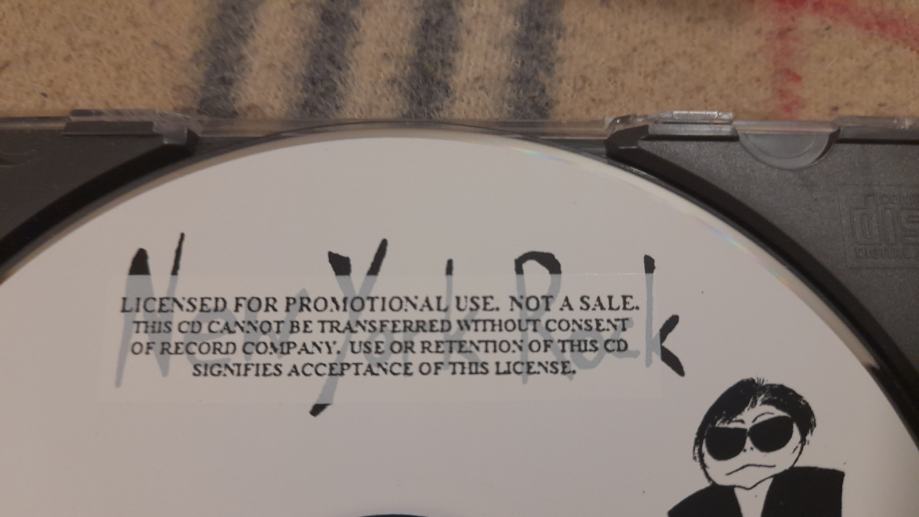 New York Rock
LICENSED FOR PROMOTIONAL USE. NOT A SALE.
THIS CD CANNOT BE TRANSFERRED WITHOUT CONSENT
OF RECORD COMPANY. USE OR RETENTION OF THIS CD
SIGNIFIES ACCEPTANCE OF THIS LICENSE.